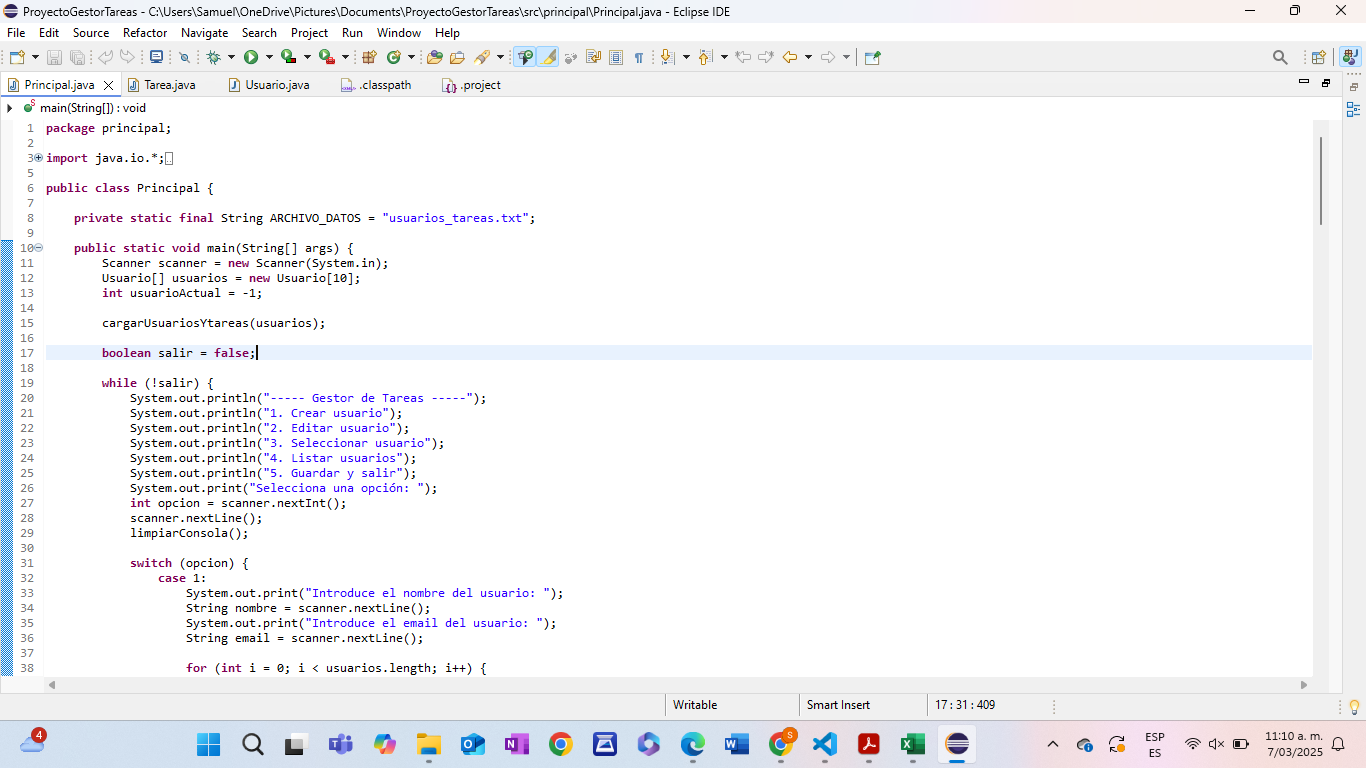 ProyectoGestorTareas - C:\Users\Samuel\OneDrive\Pictures\Documents\ProyectoGestorTareas\src\principal\Principal.java - Eclipse IDE
File Edit Source Refactor Navigate Search Project Run Window Help
Principal.java Tarea.java Usuario.java .classpath .project
main(String[]) : void
1 package principal;
2
3 import java.io.*;
5
6 public class Principal {
7
8 private static final String ARCHIVO_DATOS = "usuarios_tareas.txt";
9
10 public static void main(String[] args) {
11 Scanner scanner = new Scanner(System.in);
12 Usuario[] usuarios = new Usuario[10];
13 int usuarioActual = -1;
14
15 cargarUsuariosYtareas(usuarios);
16
17 boolean salir = false;
18
19 while (!salir) {
20 System.out.println("----- Gestor de Tareas -----");
21 System.out.println("1. Crear usuario");
22 System.out.println("2. Editar usuario");
23 System.out.println("3. Seleccionar usuario");
24 System.out.println("4. Listar usuarios");
25 System.out.println("5. Guardar y salir");
26 System.out.print("Selecciona una opción: ");
27 int opcion = scanner.nextInt();
28 scanner.nextLine();
29 limpiarConsola();
30
31 switch (opcion) {
32 case 1:
33 System.out.print("Introduce el nombre del usuario: ");
34 String nombre = scanner.nextLine();
35 System.out.print("Introduce el email del usuario: ");
36 String email = scanner.nextLine();
37
38 for (int i = 0; i < usuarios.length; i++) {
Writable Smart Insert 17 : 31 : 409
4
S
ESP
ES
11:10 a. m.
7/03/2025